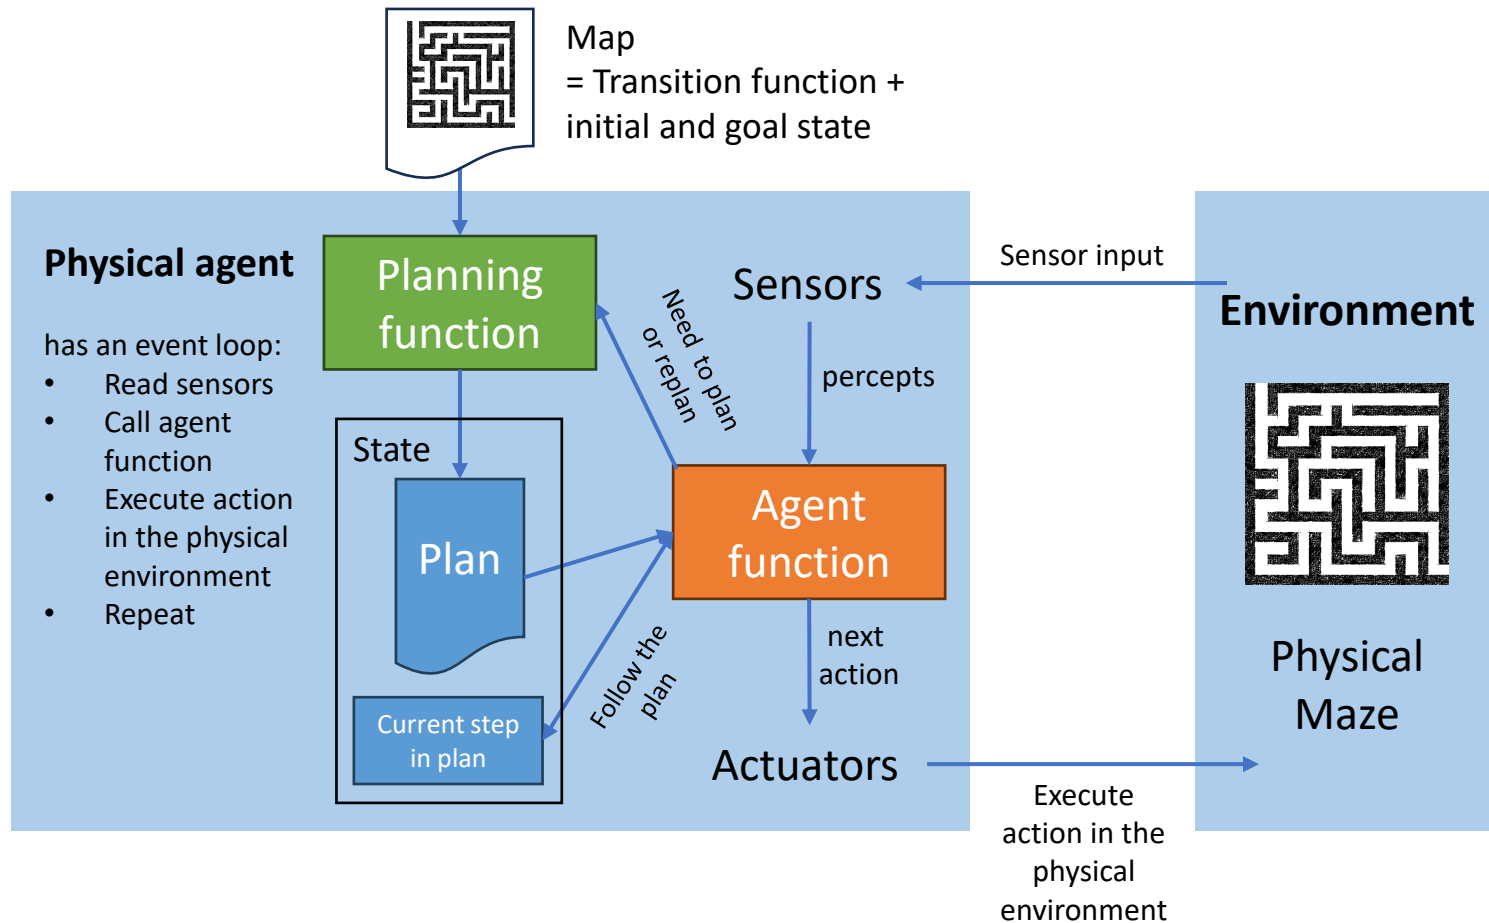 Map
= Transition function +
initial and goal state
Physical agent
has an event loop:
• Read sensors
• Call agent
function
• Execute action
in the physical
environment
• Repeat
Planning
function
State
Plan
Current step
in plan
Need to plan
or replan
Follow the
plan
Sensors
percepts
Agent
function
next
action
Actuators
Sensor input
Execute
action in the
physical
environment
Environment
Physical
Maze